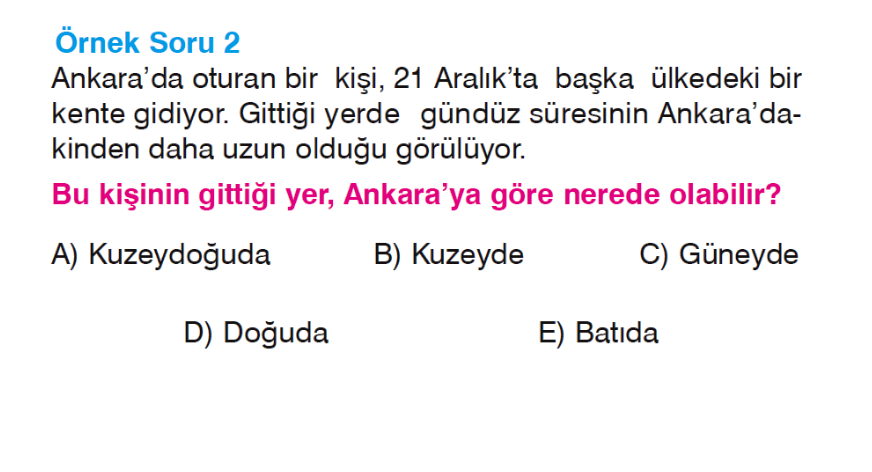 Örnek Soru 2
Ankara'da oturan bir kişi, 21 Aralık'ta başka ülkedeki bir
kente gidiyor. Gittiği yerde gündüz süresinin Ankara'da-
kinden daha uzun olduğu görülüyor.
Bu kişinin gittiği yer, Ankara'ya göre nerede olabilir?
A) Kuzeydoğuda B) Kuzeyde C) Güneyde
D) Doğuda E) Batıda